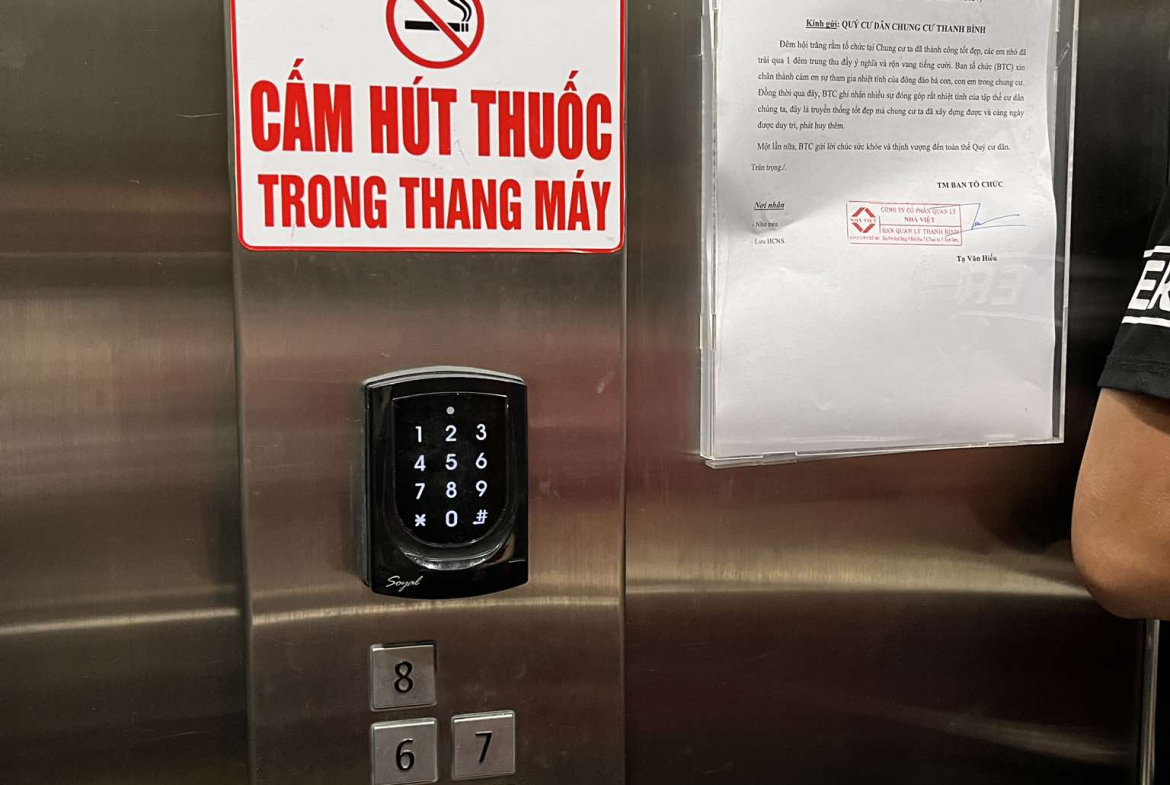 CẤM HÚT THUỐC
TRONG THANG MÁY
Kính gửi: QUÝ CƯ DÂN CHUNG CƯ THANH BÌNH
Đêm hội trăng rằm tổ chức tại Chung cư ta đã thành công tốt đẹp, các em nhỏ đã
trải qua 1 đêm trung thu đầy ý nghĩa và rộn vang tiếng cười. Ban tổ chức (BTC) xin
chân thành cảm ơn sự tham gia nhiệt tình của đông đảo bà con, con em trong chung cư.
Đồng thời qua đây, BTC ghi nhận nhiều sự đóng góp rất nhiệt tình của tập thể cư dân
chúng ta, đây là truyền thống tốt đẹp mà chung cư ta đã xây dựng được và càng ngày
được duy trì, phát huy thêm.
Một lần nữa, BTC gửi lời chúc sức khỏe và thịnh vượng đến toàn thể Quý cư dân.
Trân trọng./.
TM BAN TỔ CHỨC
Nơi nhận
- Như trên
- Lưu HCNS.
CÔNG TY CỔ PHẦN QUẢN LÝ
NHÀ VIỆT
BAN QUẢN LÝ THANH BÌNH
NHÀ VIỆT
Tạ Văn Hiếu
1 2 3
4 5 6
7 8 9
* 0 #
Soyal
8
6 7